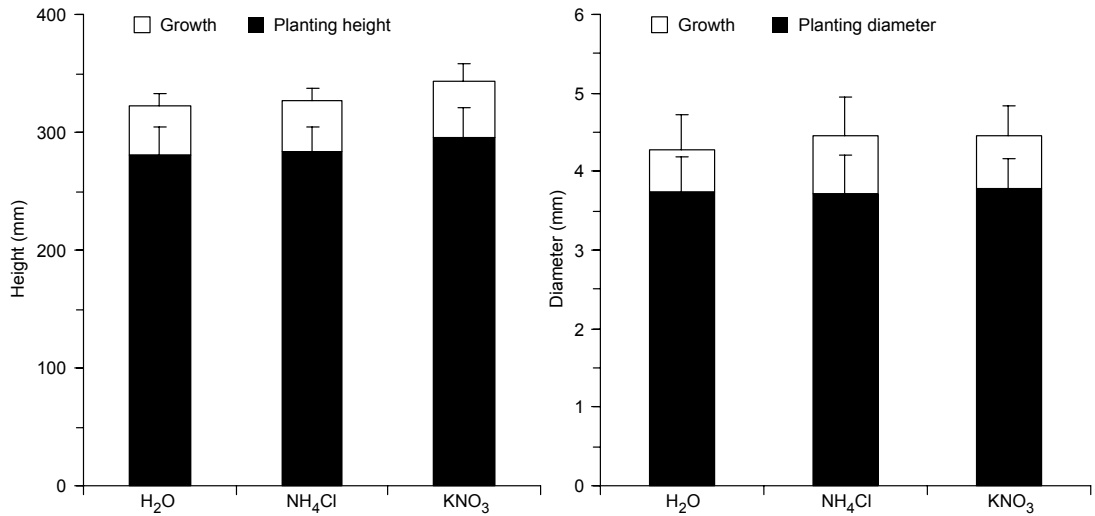 Growth Planting height
Height (mm)
400
300
200
100
0
H₂O NH₄Cl KNO₃
Growth Planting diameter
Diameter (mm)
6
5
4
3
2
1
0
H₂O NH₄Cl KNO₃